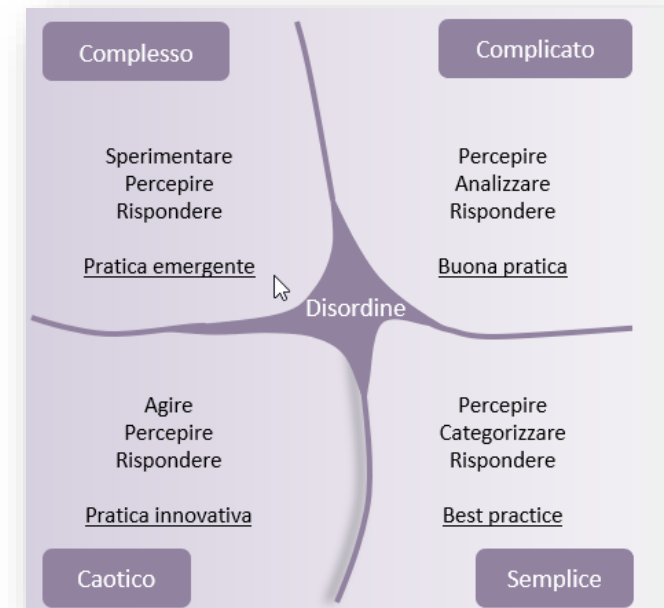 Complesso
Complicato
Sperimentare
Percepire
Rispondere
Pratica emergente
Percepire
Analizzare
Rispondere
Buona pratica
Disordine
Agire
Percepire
Rispondere
Pratica innovativa
Percepire
Categorizzare
Rispondere
Best practice
Caotico
Semplice